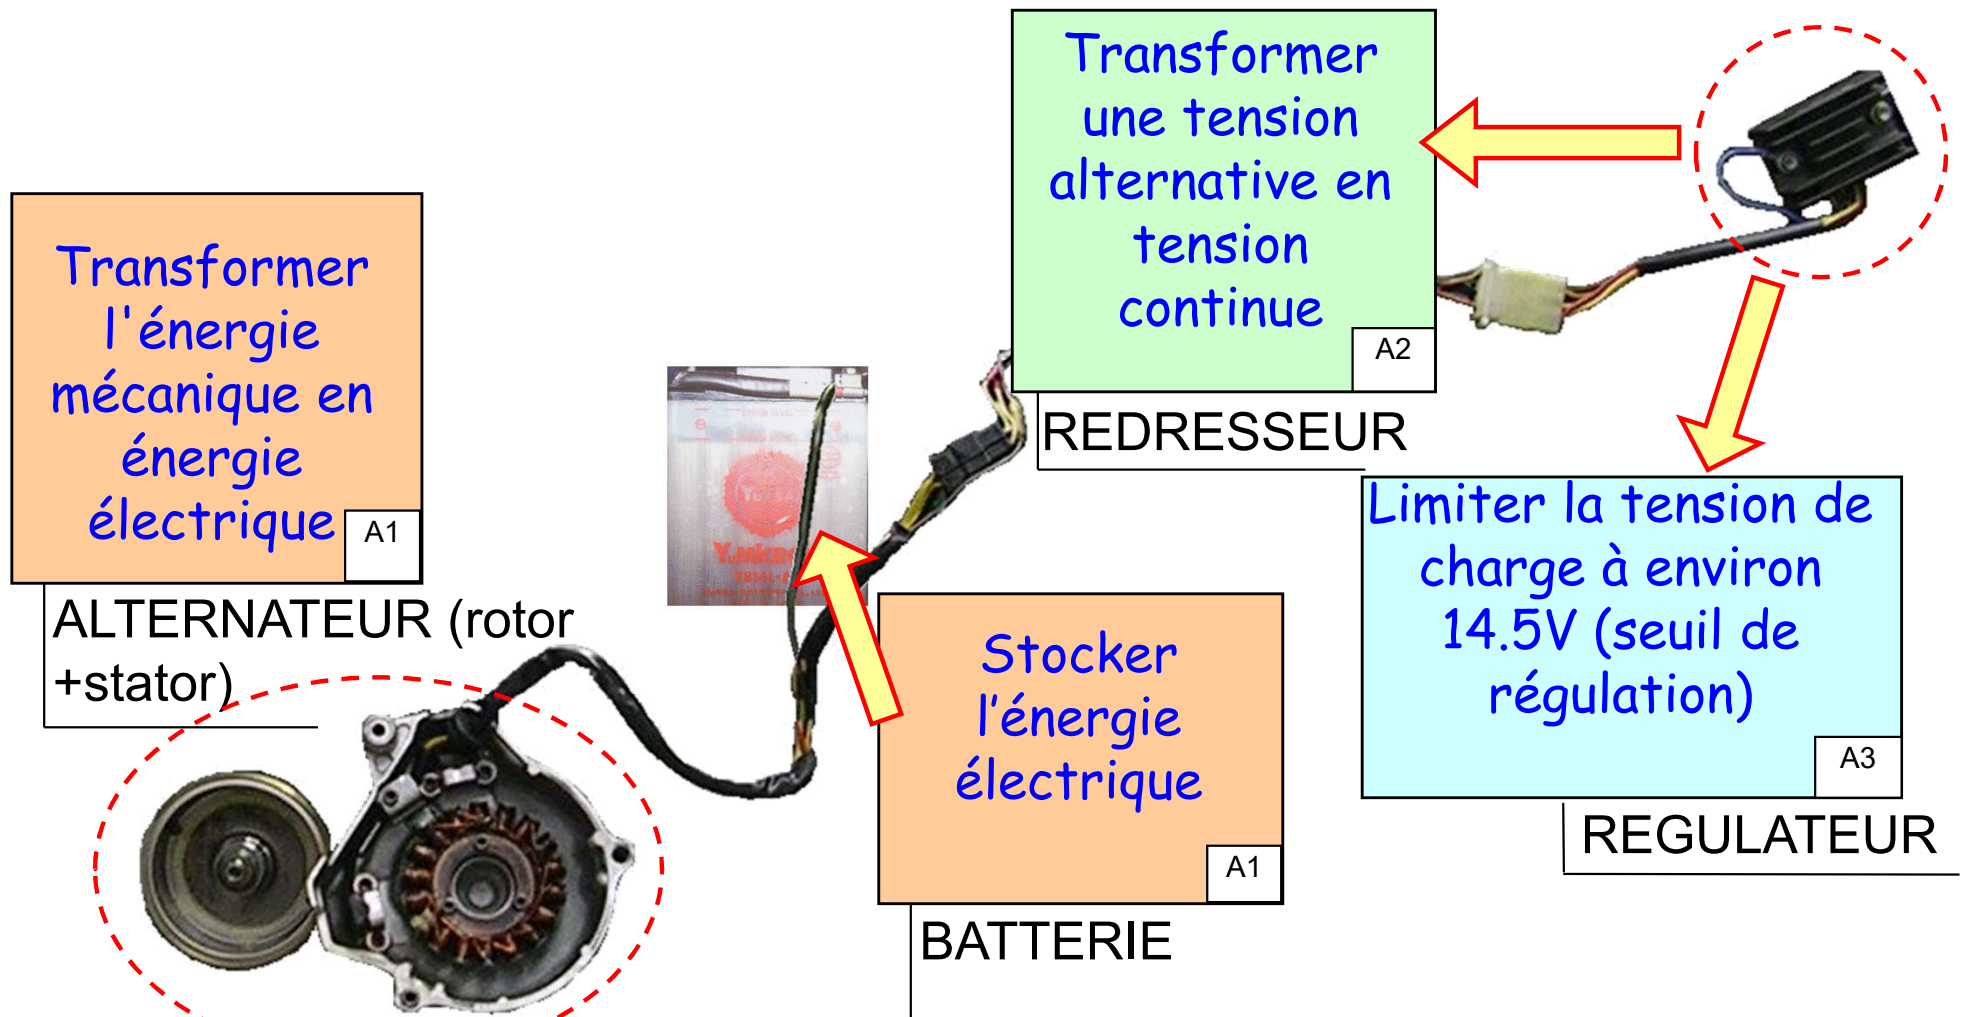 Transformer
une tension
alternative en
tension
continue
A2
REDRESSEUR
Transformer
l'énergie
mécanique en
énergie
électrique
A1
ALTERNATEUR (rotor
+stator)
Limiter la tension de
charge à environ
14.5V (seuil de
régulation)
A3
REGULATEUR
Stocker
l’énergie
électrique
A1
BATTERIE